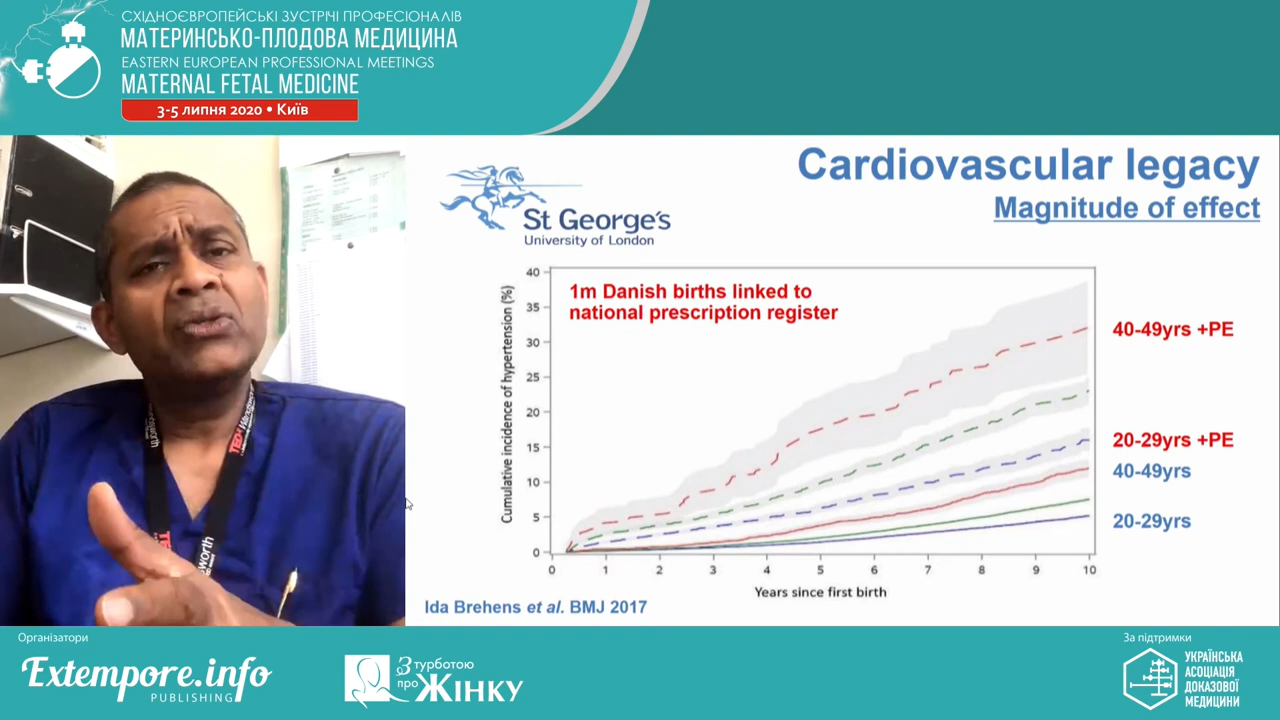 СХІДНОЄВРОПЕЙСЬКІ ЗУСТРІЧІ ПРОФЕСІОНАЛІВ
МАТЕРИНСЬКО-ПЛОДОВА МЕДИЦИНА
EASTERN EUROPEAN PROFESSIONAL MEETINGS
MATERNAL FETAL MEDICINE
3-5 липня 2020 • Київ
Cardiovascular legacy
Magnitude of effect
St George's
University of London
1m Danish births linked to
national prescription register
Cumulative incidence of hypertension (%)
40
35
30
25
20
15
10
5
0
0 1 2 3 4 5 6 7 8 9 10
Years since first birth
40-49yrs +PE
20-29yrs +PE
40-49yrs
20-29yrs
Ida Brehens et al. BMJ 2017
Організатори
Extempore.info
PUBLISHING
З турботою
про ЖІНКУ
За підтримки
УКРАЇНСЬКА
АСОЦІАЦІЯ
ДОКАЗОВОЇ
МЕДИЦИНИ